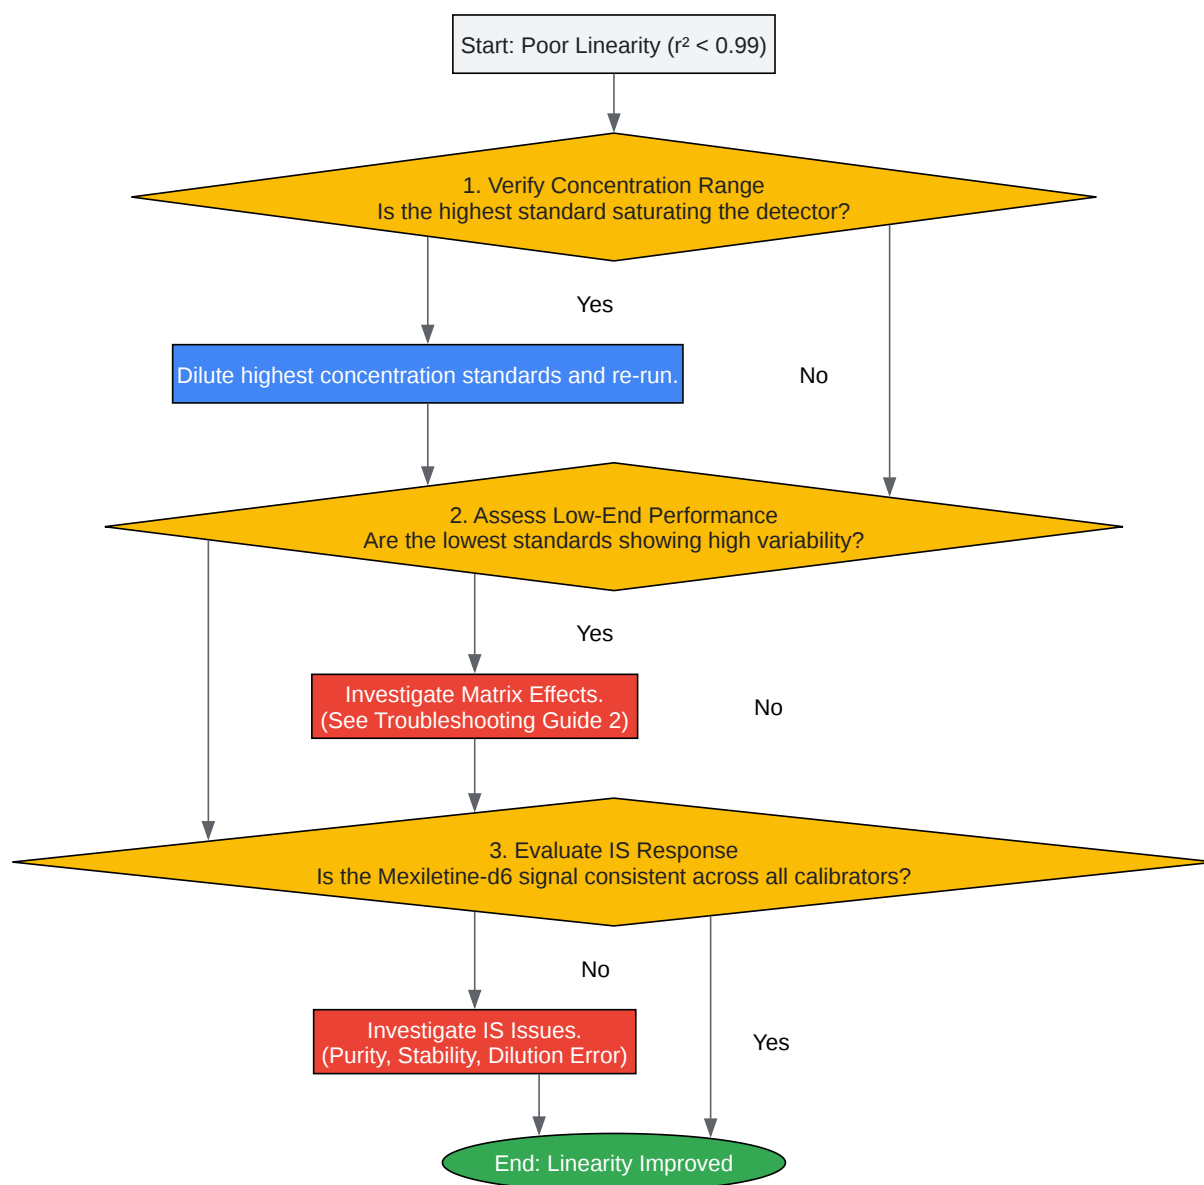 Start: Poor Linearity (r² < 0.99)
1. Verify Concentration Range
Is the highest standard saturating the detector?
Yes
Dilute highest concentration standards and re-run.
No
2. Assess Low-End Performance
Are the lowest standards showing high variability?
Yes
Investigate Matrix Effects.
(See Troubleshooting Guide 2)
No
3. Evaluate IS Response
Is the Mexiletine-d6 signal consistent across all calibrators?
No
Investigate IS Issues.
(Purity, Stability, Dilution Error)
Yes
End: Linearity Improved